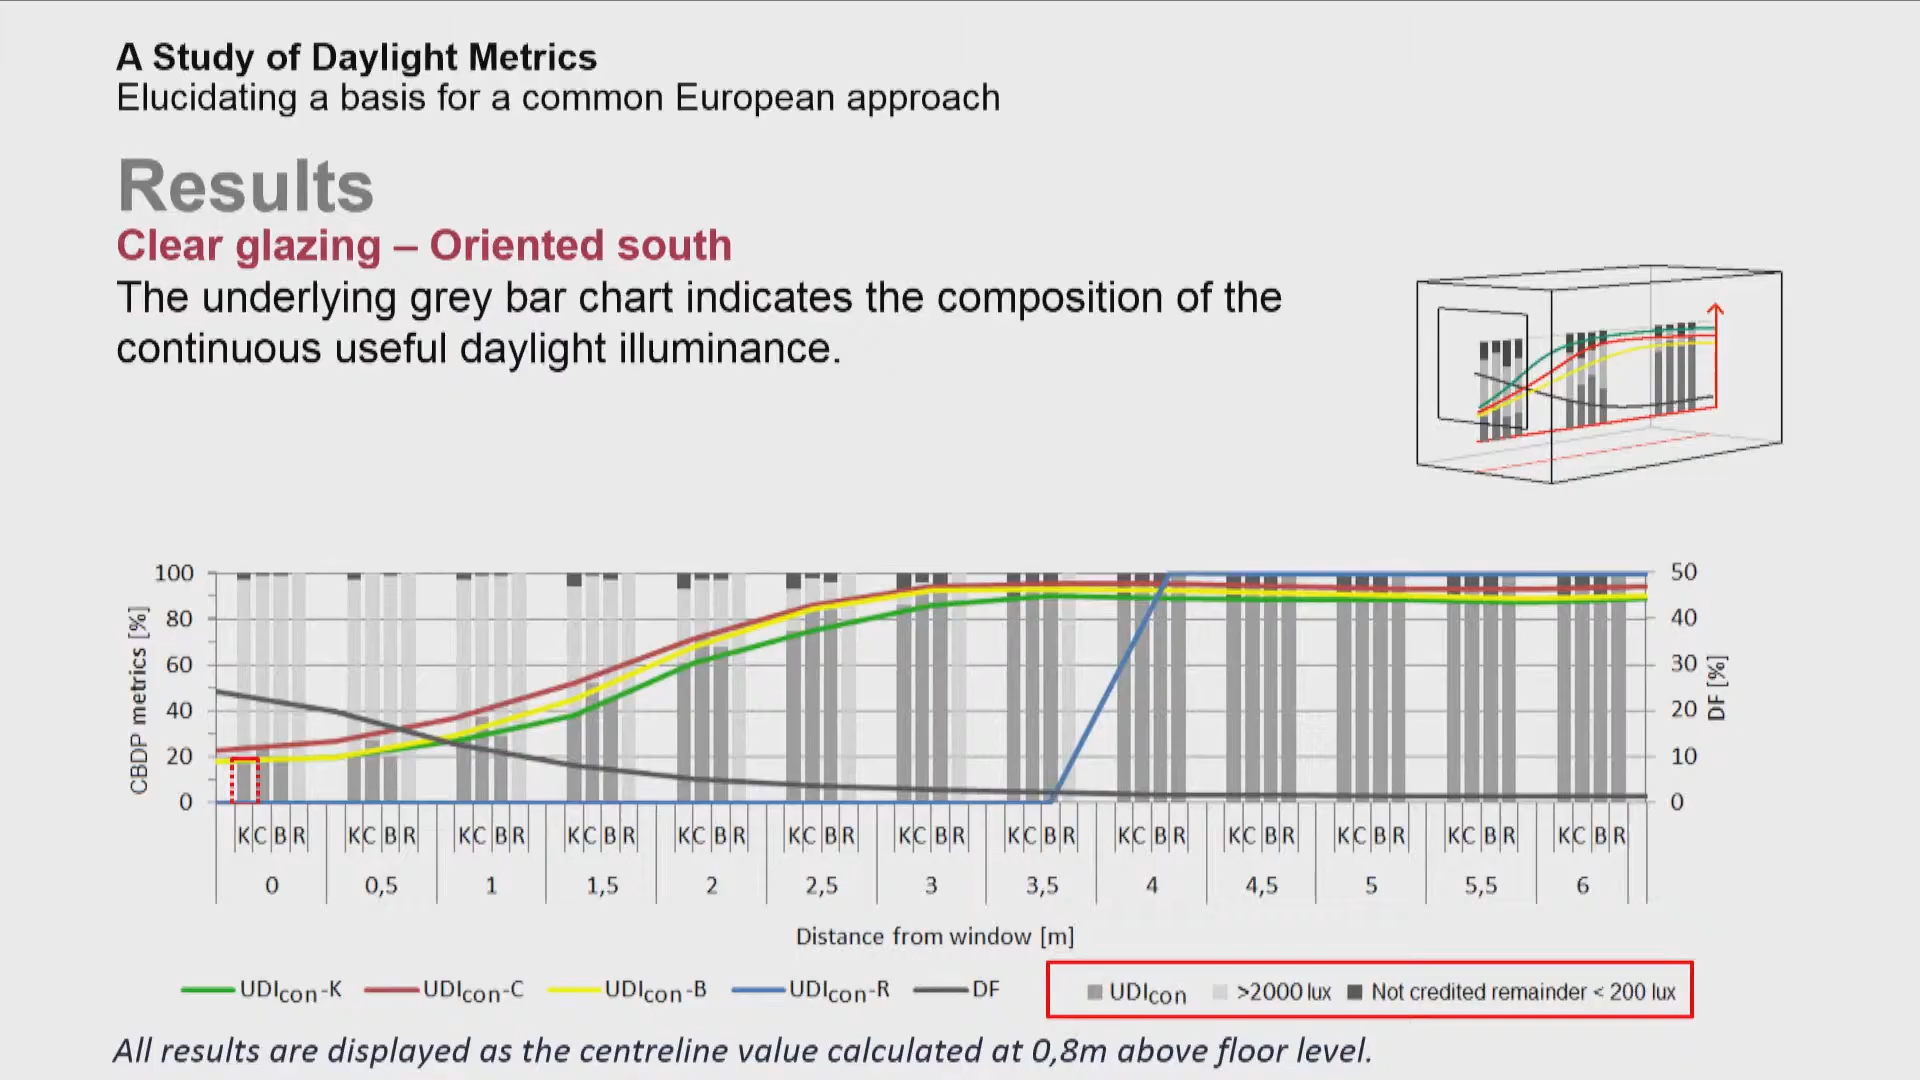 A Study of Daylight Metrics
Elucidating a basis for a common European approach
Results
Clear glazing – Oriented south
The underlying grey bar chart indicates the composition of the
continuous useful daylight illuminance.
CBDP metrics [%]
100
80
60
40
20
0
50
40
30
20
10
0
DF [%]
K C B R K C B R K C B R K C B R K C B R K C B R K C B R K C B R K C B R K C B R K C B R K C B R K C B R
0 0,5 1 1,5 2 2,5 3 3,5 4 4,5 5 5,5 6
Distance from window [m]
UDIcon-K UDIcon-C UDIcon-B UDIcon-R DF UDIcon >2000 lux Not credited remainder < 200 lux
All results are displayed as the centreline value calculated at 0,8m above floor level.